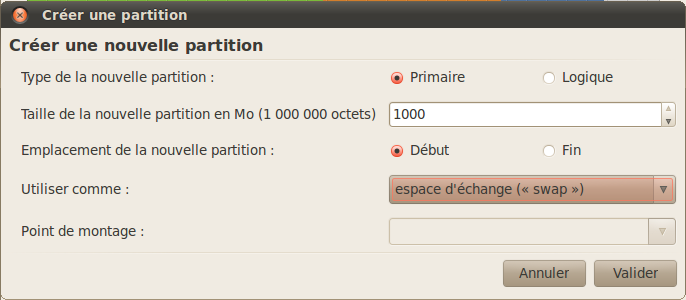 Créer une partition
Créer une nouvelle partition
Type de la nouvelle partition : Primaire Logique
Taille de la nouvelle partition en Mo (1 000 000 octets) 1000
Emplacement de la nouvelle partition : Début Fin
Utiliser comme : espace d'échange (« swap »)
Point de montage :
Annuler Valider